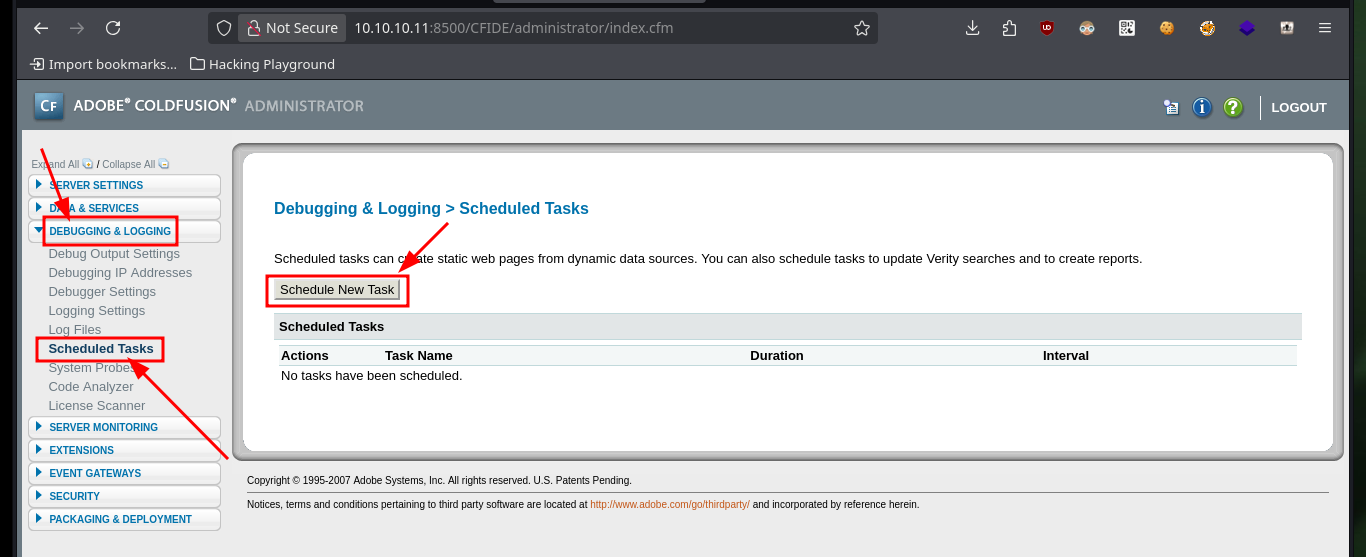 Not Secure 10.10.10.11:8500/CFIDE/administrator/index.cfm
Import bookmarks... Hacking Playground
CF ADOBE® COLDFUSION® ADMINISTRATOR
LOGOUT
Expand All / Collapse All
SERVER SETTINGS
DATA & SERVICES
DEBUGGING & LOGGING
Debug Output Settings
Debugging IP Addresses
Debugger Settings
Logging Settings
Log Files
Scheduled Tasks
System Probes
Code Analyzer
License Scanner
SERVER MONITORING
EXTENSIONS
EVENT GATEWAYS
SECURITY
PACKAGING & DEPLOYMENT
Debugging & Logging > Scheduled Tasks
Scheduled tasks can create static web pages from dynamic data sources. You can also schedule tasks to update Verity searches and to create reports.
Schedule New Task
Scheduled Tasks
Actions Task Name Duration Interval
No tasks have been scheduled.
Copyright © 1995-2007 Adobe Systems, Inc. All rights reserved. U.S. Patents Pending.
Notices, terms and conditions pertaining to third party software are located at http://www.adobe.com/go/thirdparty/ and incorporated by reference herein.